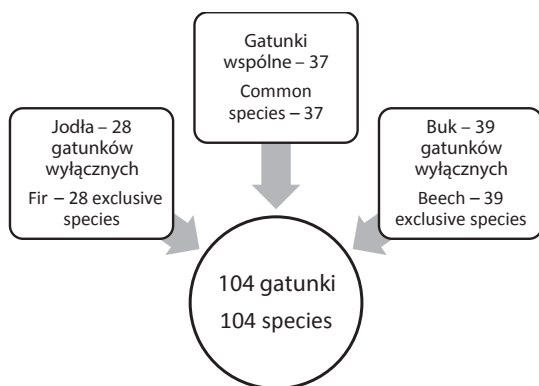 Gatunki
wspólne – 37
Common
species – 37
Jodła – 28
gatunków
wyłącznych
Fir – 28 exclusive
species
Buk – 39
gatunków
wyłącznych
Beech – 39
exclusive species
104 gatunki
104 species